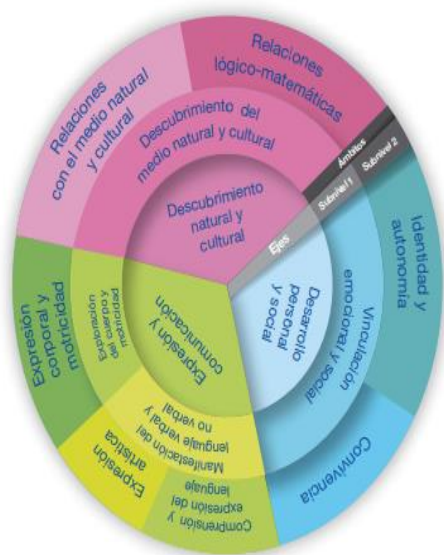 Relaciones
lógico-matemáticas
Relaciones
con el medio natural
y cultural
Descubrimiento del
medio natural y cultural
Descubrimiento
natural y
cultural
Ámbitos
Subnivel 2
Subnivel 1
Ejes
Identidad y
autonomía
Vinculación
emocional y social
Desarrollo
personal
y social
Convivencia
Expresión y
comunicación
Exploración
del cuerpo y
motricidad
Expresión
corporal y
motricidad
Manifestación del
lenguaje verbal y
no verbal
Expresión
artística
Comprensión y
expresión del
lenguaje